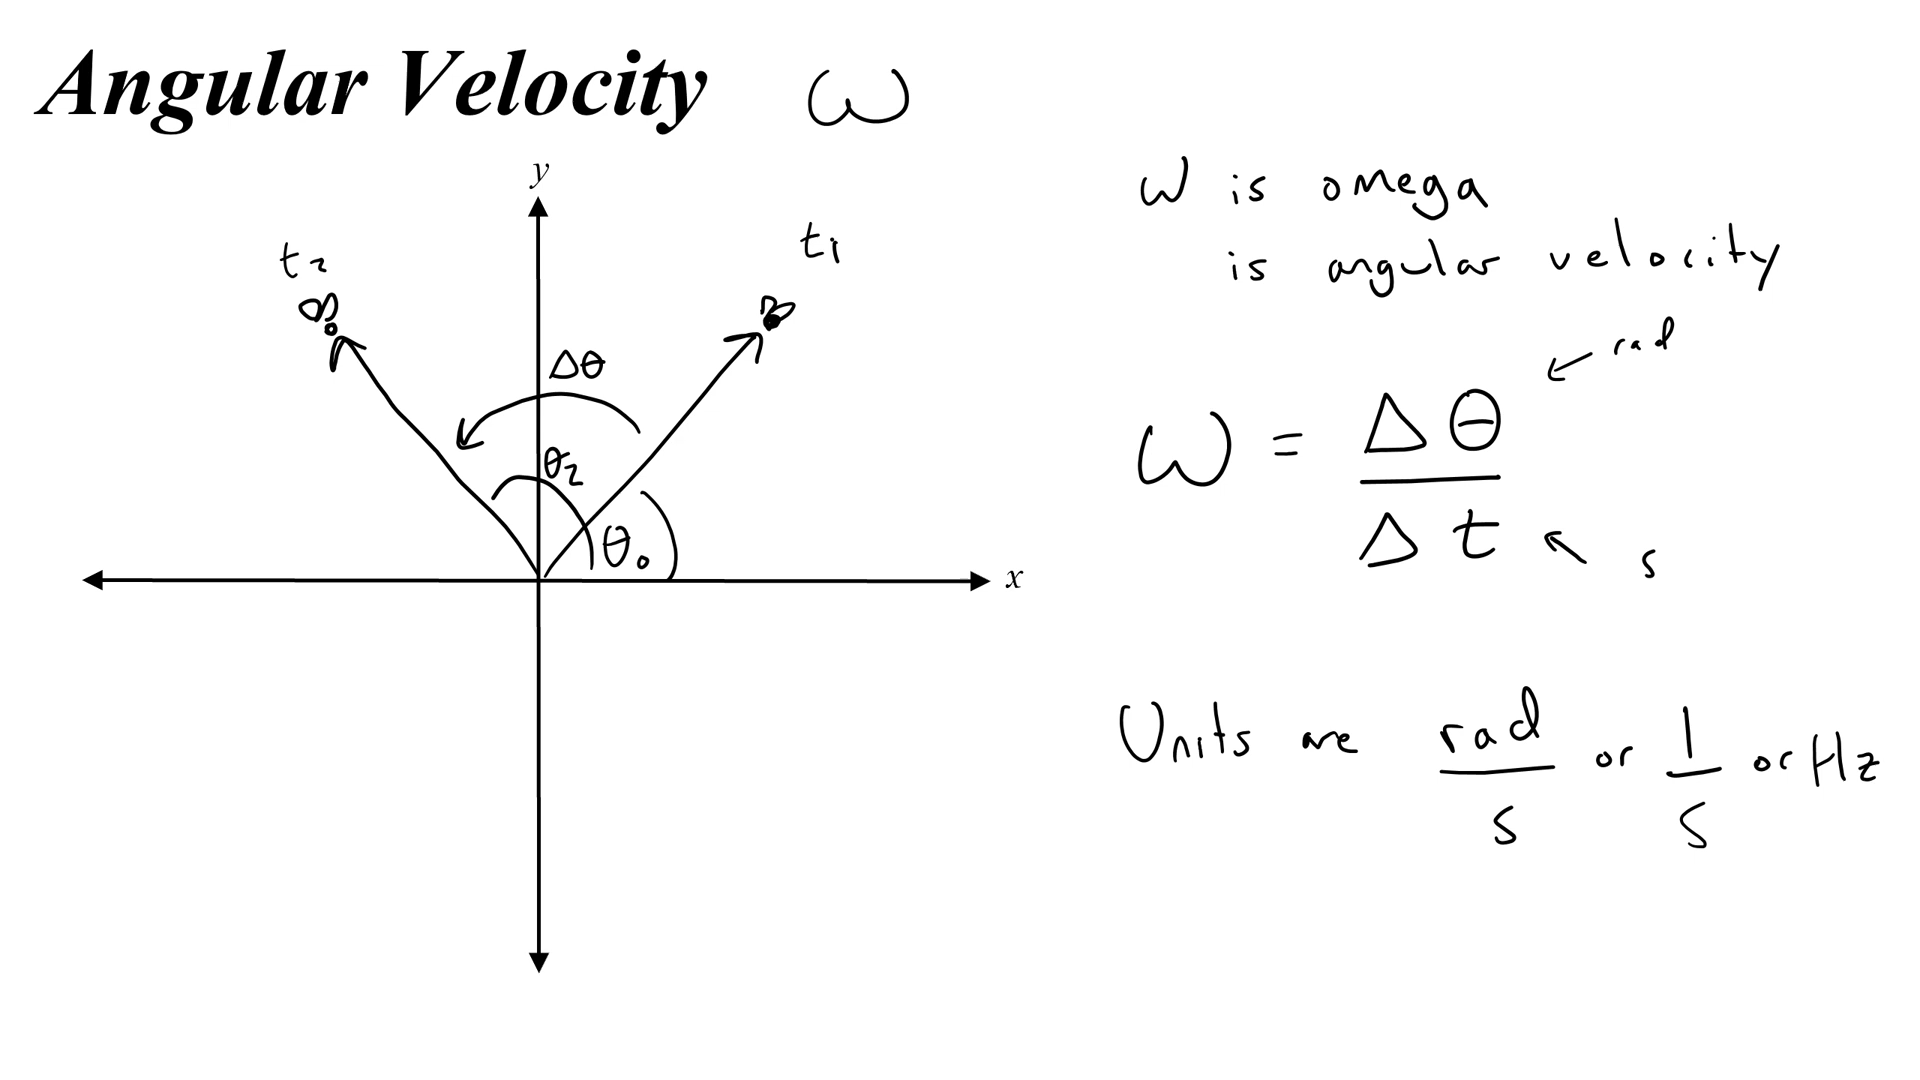 Angular Velocity ω
y
t₂
t₁
Δθ
θ₂
θ₀
x
ω is omega
is angular velocity
← rad
ω = Δθ / Δt
← s
Units are rad/s or 1/s or Hz